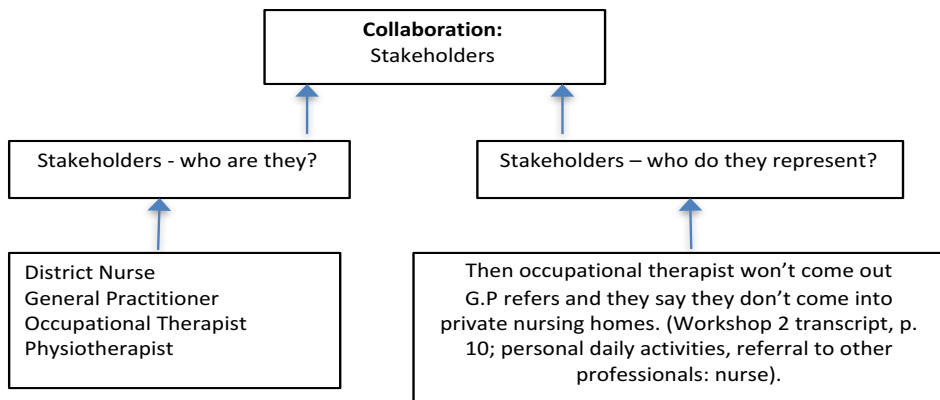 Collaboration:
Stakeholders
Stakeholders - who are they?
Stakeholders – who do they represent?
District Nurse
General Practitioner
Occupational Therapist
Physiotherapist
Then occupational therapist won’t come out
G.P refers and they say they don’t come into
private nursing homes. (Workshop 2 transcript, p.
10; personal daily activities, referral to other
professionals: nurse).